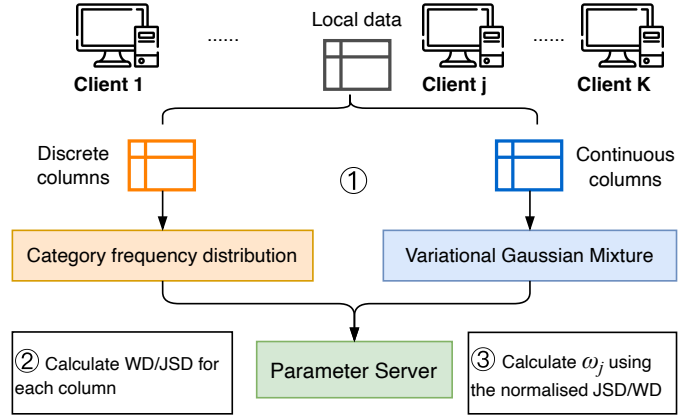 Local data
......
......
Client 1
Client j
Client K
Discrete
columns
Continuous
columns
①
Category frequency distribution
Variational Gaussian Mixture
② Calculate WD/JSD for
each column
Parameter Server
③ Calculate ω_j using
the normalised JSD/WD